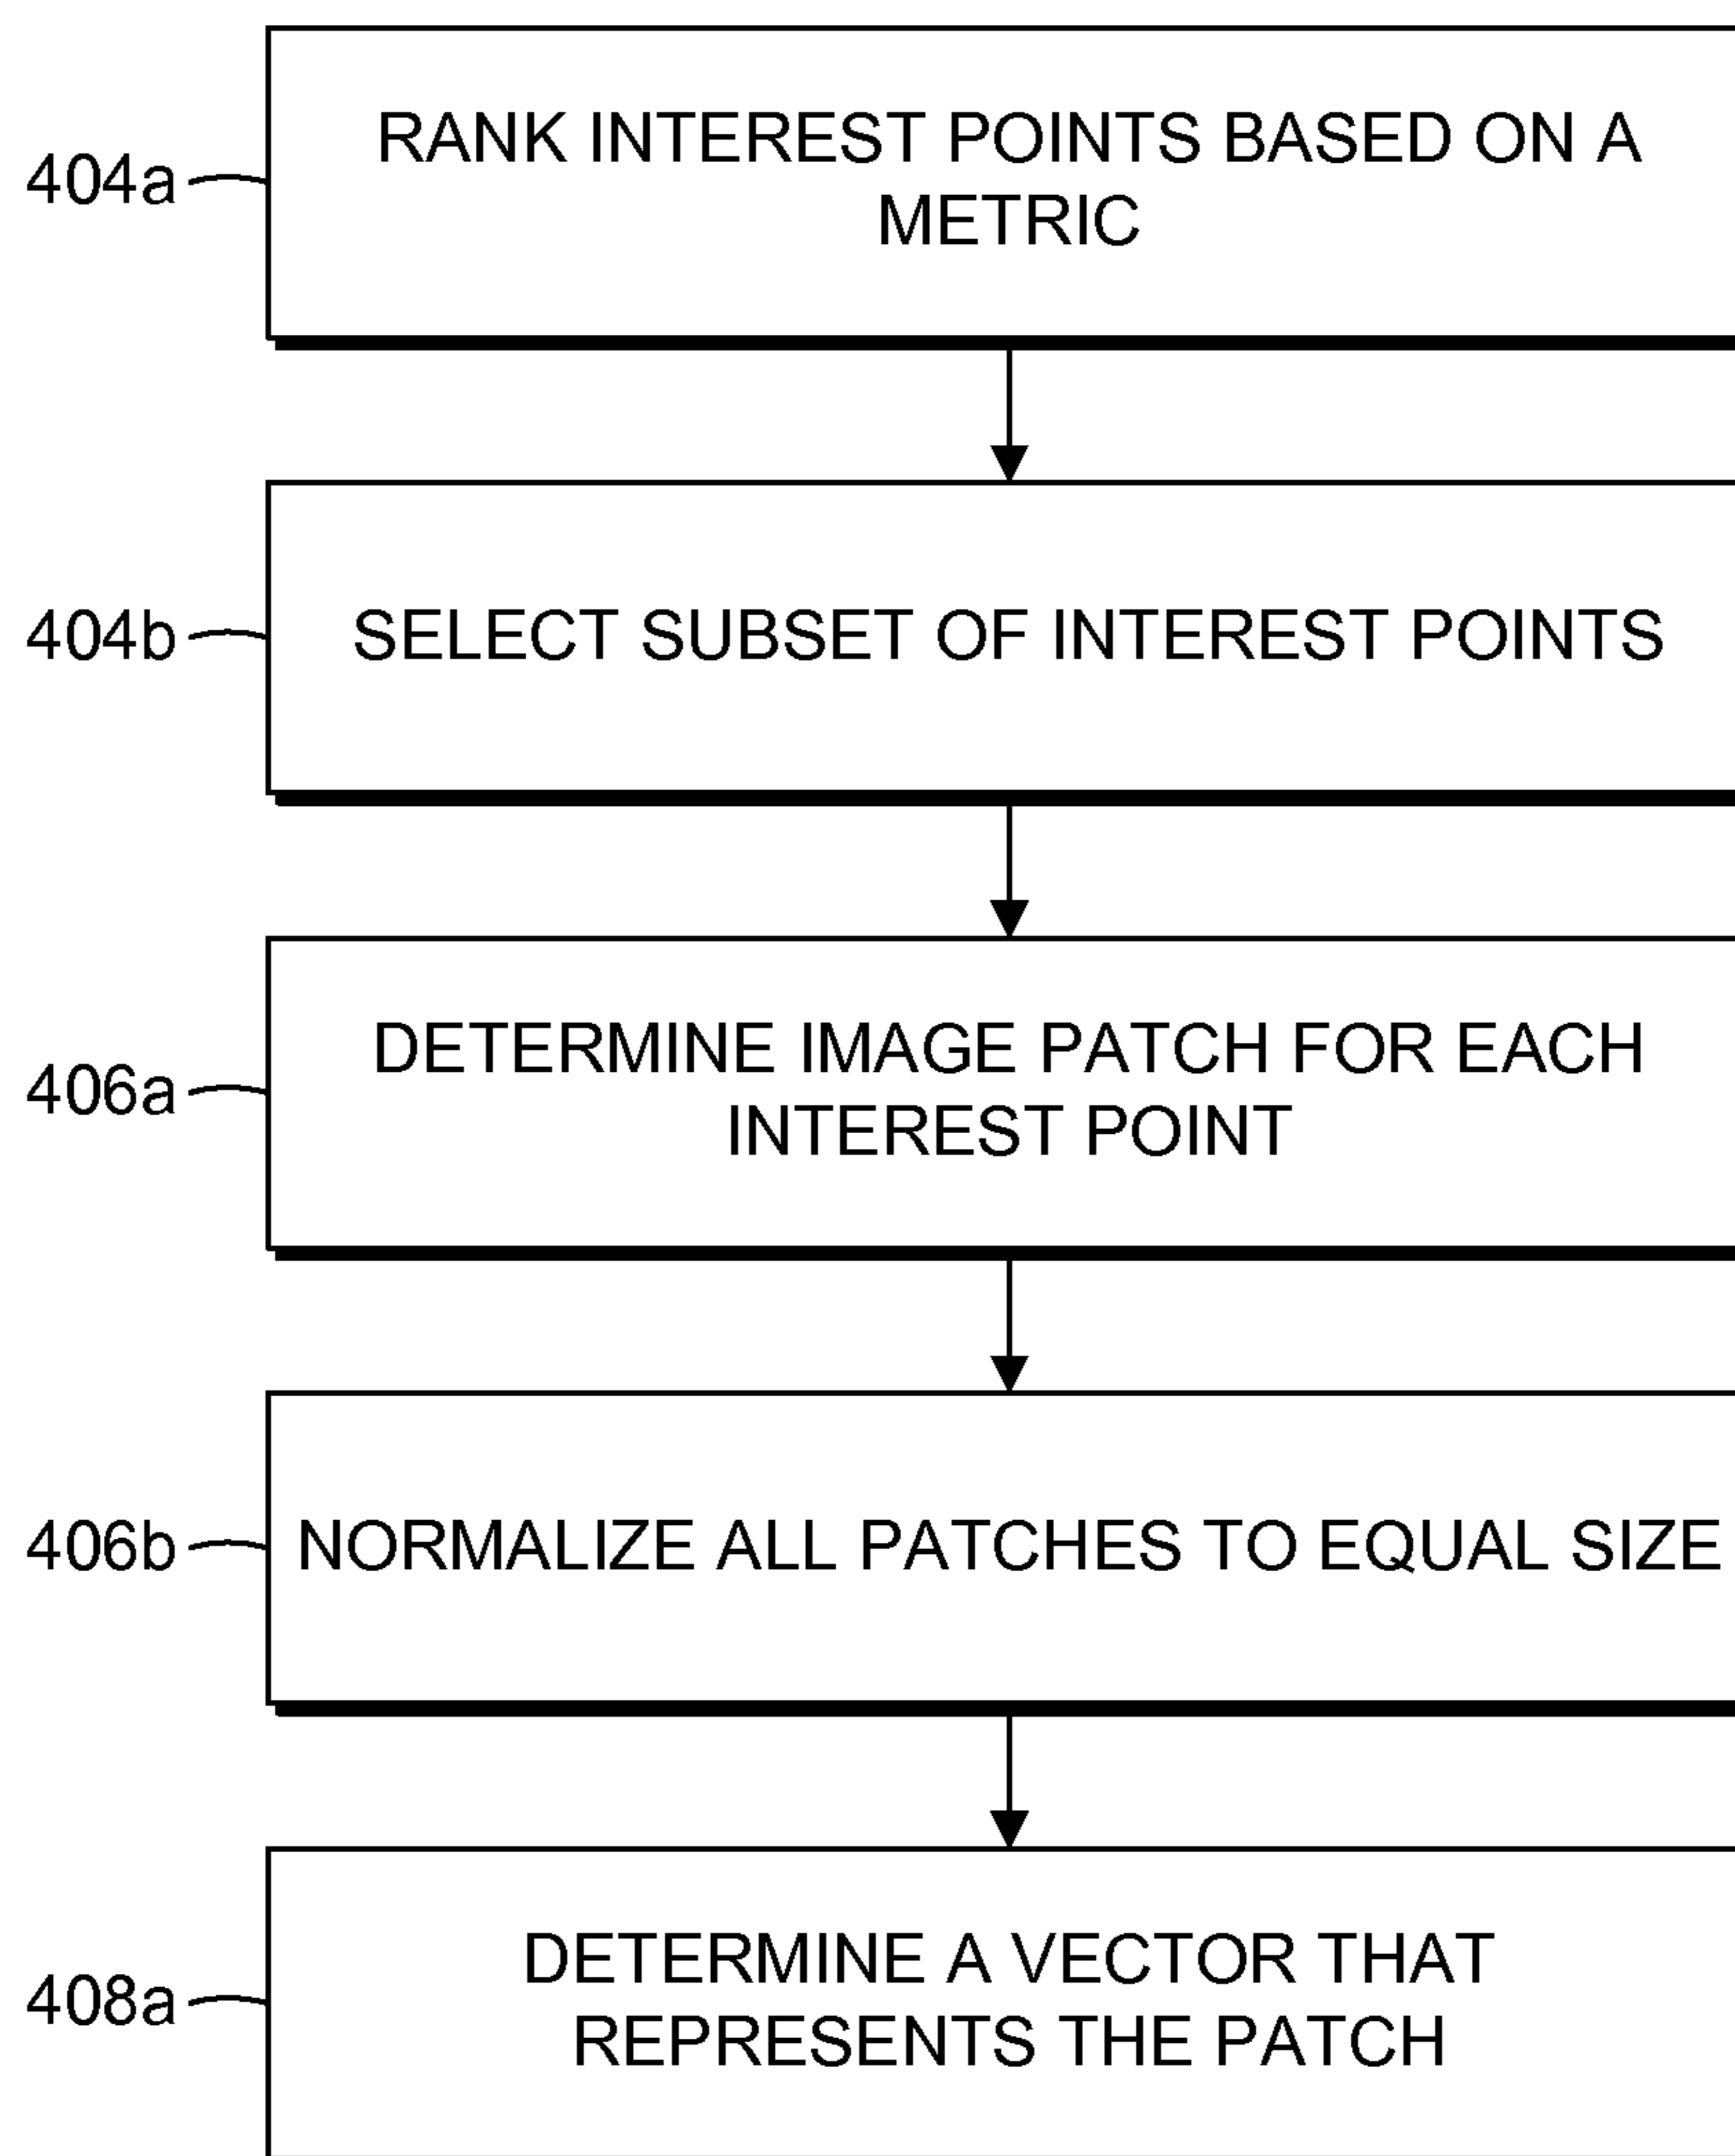 404a
RANK INTEREST POINTS BASED ON A
METRIC
404b
SELECT SUBSET OF INTEREST POINTS
406a
DETERMINE IMAGE PATCH FOR EACH
INTEREST POINT
406b
NORMALIZE ALL PATCHES TO EQUAL SIZE
408a
DETERMINE A VECTOR THAT
REPRESENTS THE PATCH